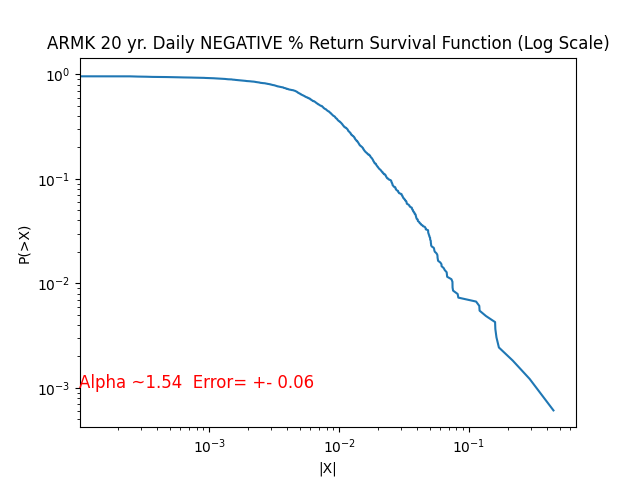 ARMK 20 yr. Daily NEGATIVE % Return Survival Function (Log Scale)
10⁰
10⁻¹
10⁻²
10⁻³
P(>X)
Alpha ~1.54  Error= +- 0.06
10⁻³ 10⁻² 10⁻¹
|X|